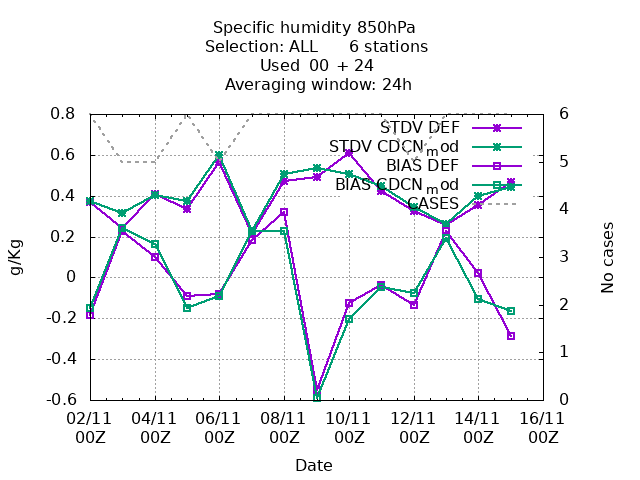 Specific humidity 850hPa
Selection: ALL      6 stations
Used  00  + 24
Averaging window: 24h
0.8
0.6
0.4
0.2
0
-0.2
-0.4
-0.6
g/Kg
STDV DEF
STDV CDCN_mod
BIAS DEF
BIAS CDCN_mod
CASES
6
5
4
3
2
1
0
No cases
02/11 04/11 06/11 08/11 10/11 12/11 14/11 16/11
00Z 00Z 00Z 00Z 00Z 00Z 00Z 00Z
Date